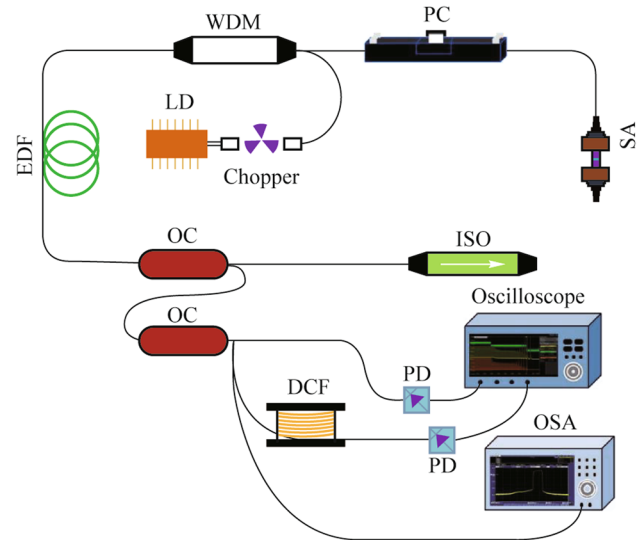 WDM
PC
LD
EDF
Chopper
SA
OC
ISO
OC
Oscilloscope
DCF
PD
PD
OSA